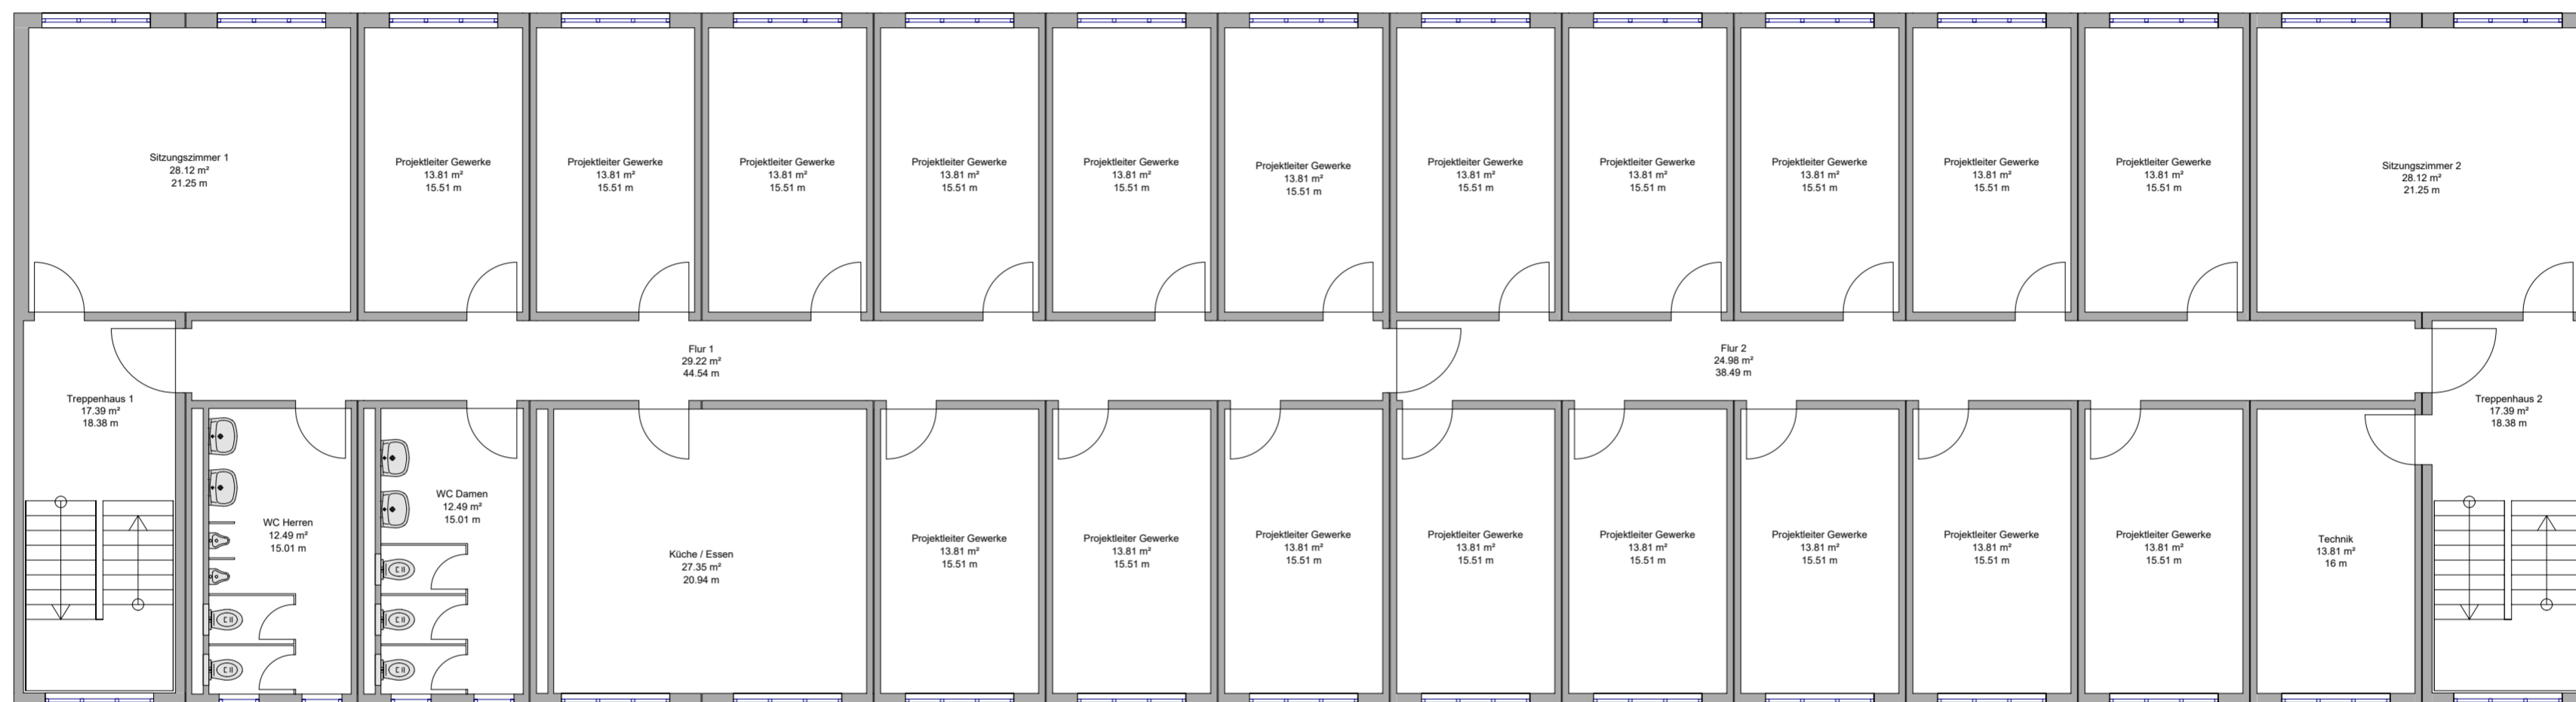 Sitzungszimmer 1
28.12 m²
21.25 m
Projektleiter Gewerke
13.81 m²
15.51 m
Projektleiter Gewerke
13.81 m²
15.51 m
Projektleiter Gewerke
13.81 m²
15.51 m
Projektleiter Gewerke
13.81 m²
15.51 m
Projektleiter Gewerke
13.81 m²
15.51 m
Projektleiter Gewerke
13.81 m²
15.51 m
Projektleiter Gewerke
13.81 m²
15.51 m
Projektleiter Gewerke
13.81 m²
15.51 m
Projektleiter Gewerke
13.81 m²
15.51 m
Projektleiter Gewerke
13.81 m²
15.51 m
Projektleiter Gewerke
13.81 m²
15.51 m
Sitzungszimmer 2
28.12 m²
21.25 m
Flur 1
29.22 m²
44.54 m
Flur 2
24.98 m²
38.49 m
Treppenhaus 1
17.39 m²
18.38 m
Treppenhaus 2
17.39 m²
18.38 m
WC Herren
12.49 m²
15.01 m
WC Damen
12.49 m²
15.01 m
Küche / Essen
27.35 m²
20.94 m
Projektleiter Gewerke
13.81 m²
15.51 m
Projektleiter Gewerke
13.81 m²
15.51 m
Projektleiter Gewerke
13.81 m²
15.51 m
Projektleiter Gewerke
13.81 m²
15.51 m
Projektleiter Gewerke
13.81 m²
15.51 m
Projektleiter Gewerke
13.81 m²
15.51 m
Projektleiter Gewerke
13.81 m²
15.51 m
Projektleiter Gewerke
13.81 m²
15.51 m
Technik
13.81 m²
16 m